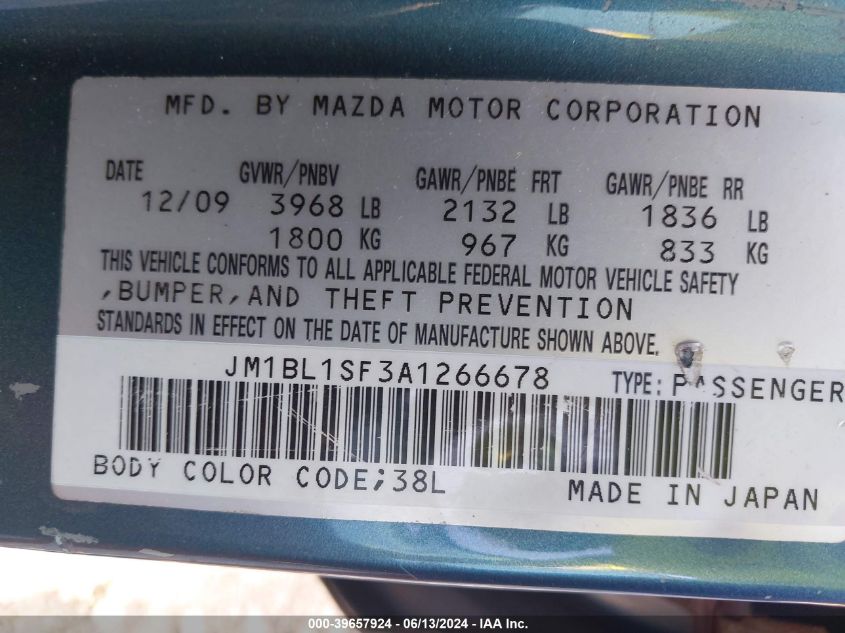 MFD. BY MAZDA MOTOR CORPORATION
DATE GVWR/PNBV GAWR/PNBE FRT GAWR/PNBE RR
12/09 3968 LB 2132 LB 1836 LB
1800 KG 967 KG 833 KG
THIS VEHICLE CONFORMS TO ALL APPLICABLE FEDERAL MOTOR VEHICLE SAFETY
,BUMPER,AND THEFT PREVENTION
STANDARDS IN EFFECT ON THE DATE OF MANUFACTURE SHOWN ABOVE.
JM1BL1SF3A1266678 TYPE: PASSENGER
BODY COLOR CODE;38L MADE IN JAPAN
000-39657924 - 06/13/2024 - IAA Inc.